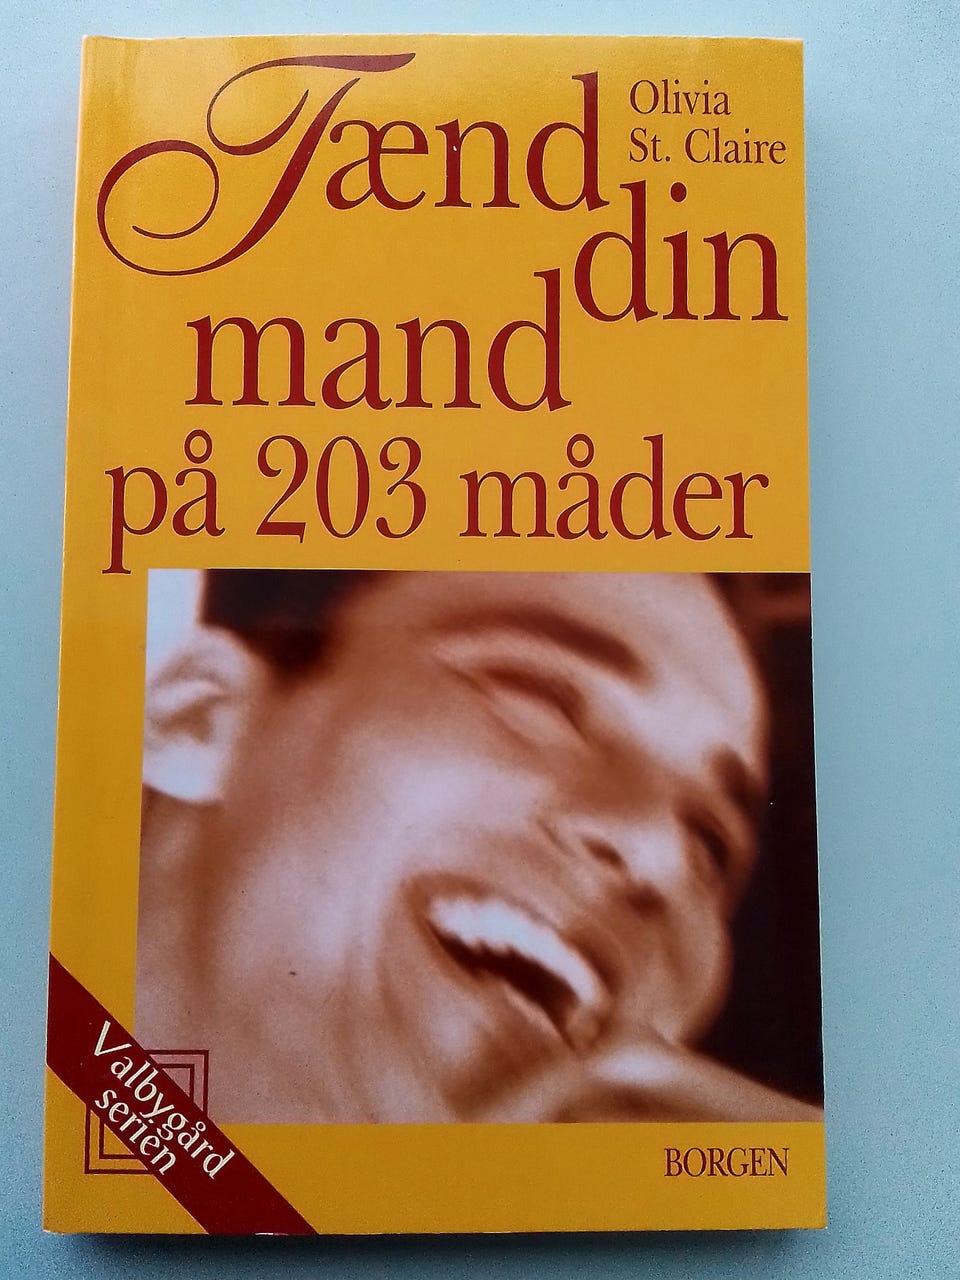 Tænd
Olivia
St. Claire
din
mand
på 203 måder
Valbygård
serien
BORGEN